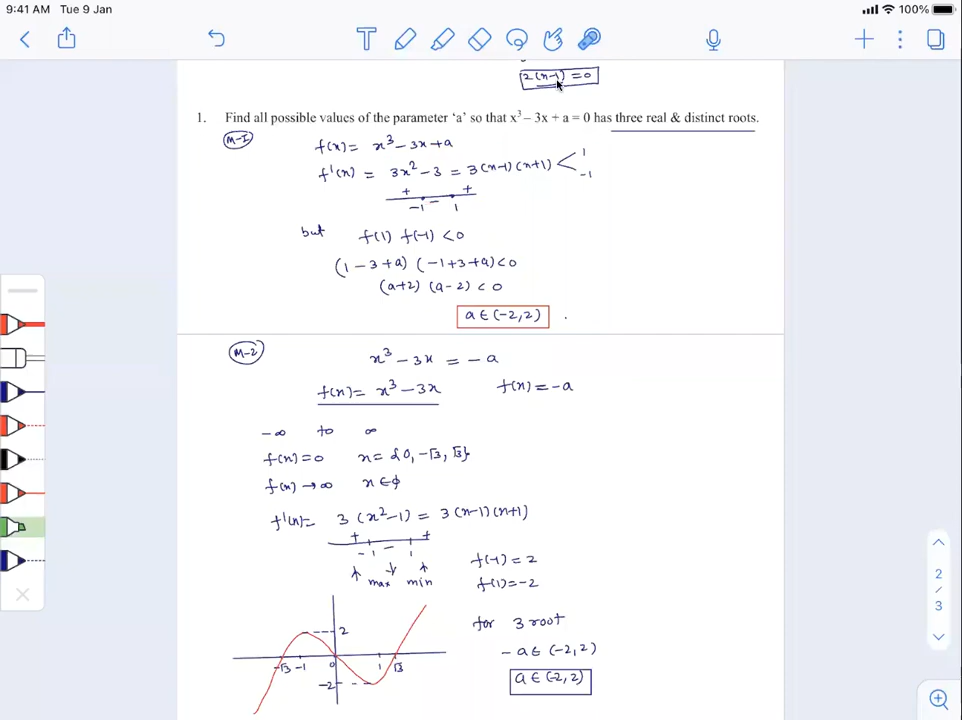 9:41 AM Tue 9 Jan
100%
2(x-1) = 0
1. Find all possible values of the parameter ‘a’ so that x³ – 3x + a = 0 has three real & distinct roots.
M-I
f(x) = x³-3x+a
f'(x) = 3x²-3 = 3(x-1)(x+1) < 1
-1
+ - +
-1 1
but f(1) f(-1) < 0
(1-3+a) (-1+3+a) < 0
(a+2) (a-2) < 0
a ∈ (-2,2) .
M-2
x³-3x = -a
f(x) = x³-3x f(x) = -a
-∞ to ∞
f(x) = 0 x = {0, -√3, √3}
f(x) → ∞ x ∈ ϕ
f'(x) = 3(x²-1) = 3(x-1)(x+1)
+ - +
-1 1
↑ ↓ ↑
max min
f(-1) = 2
f(1) = -2
for 3 root
-a ∈ (-2,2)
a ∈ (-2,2)
2
-√3 -1 0 1 √3
-2
2
/
3